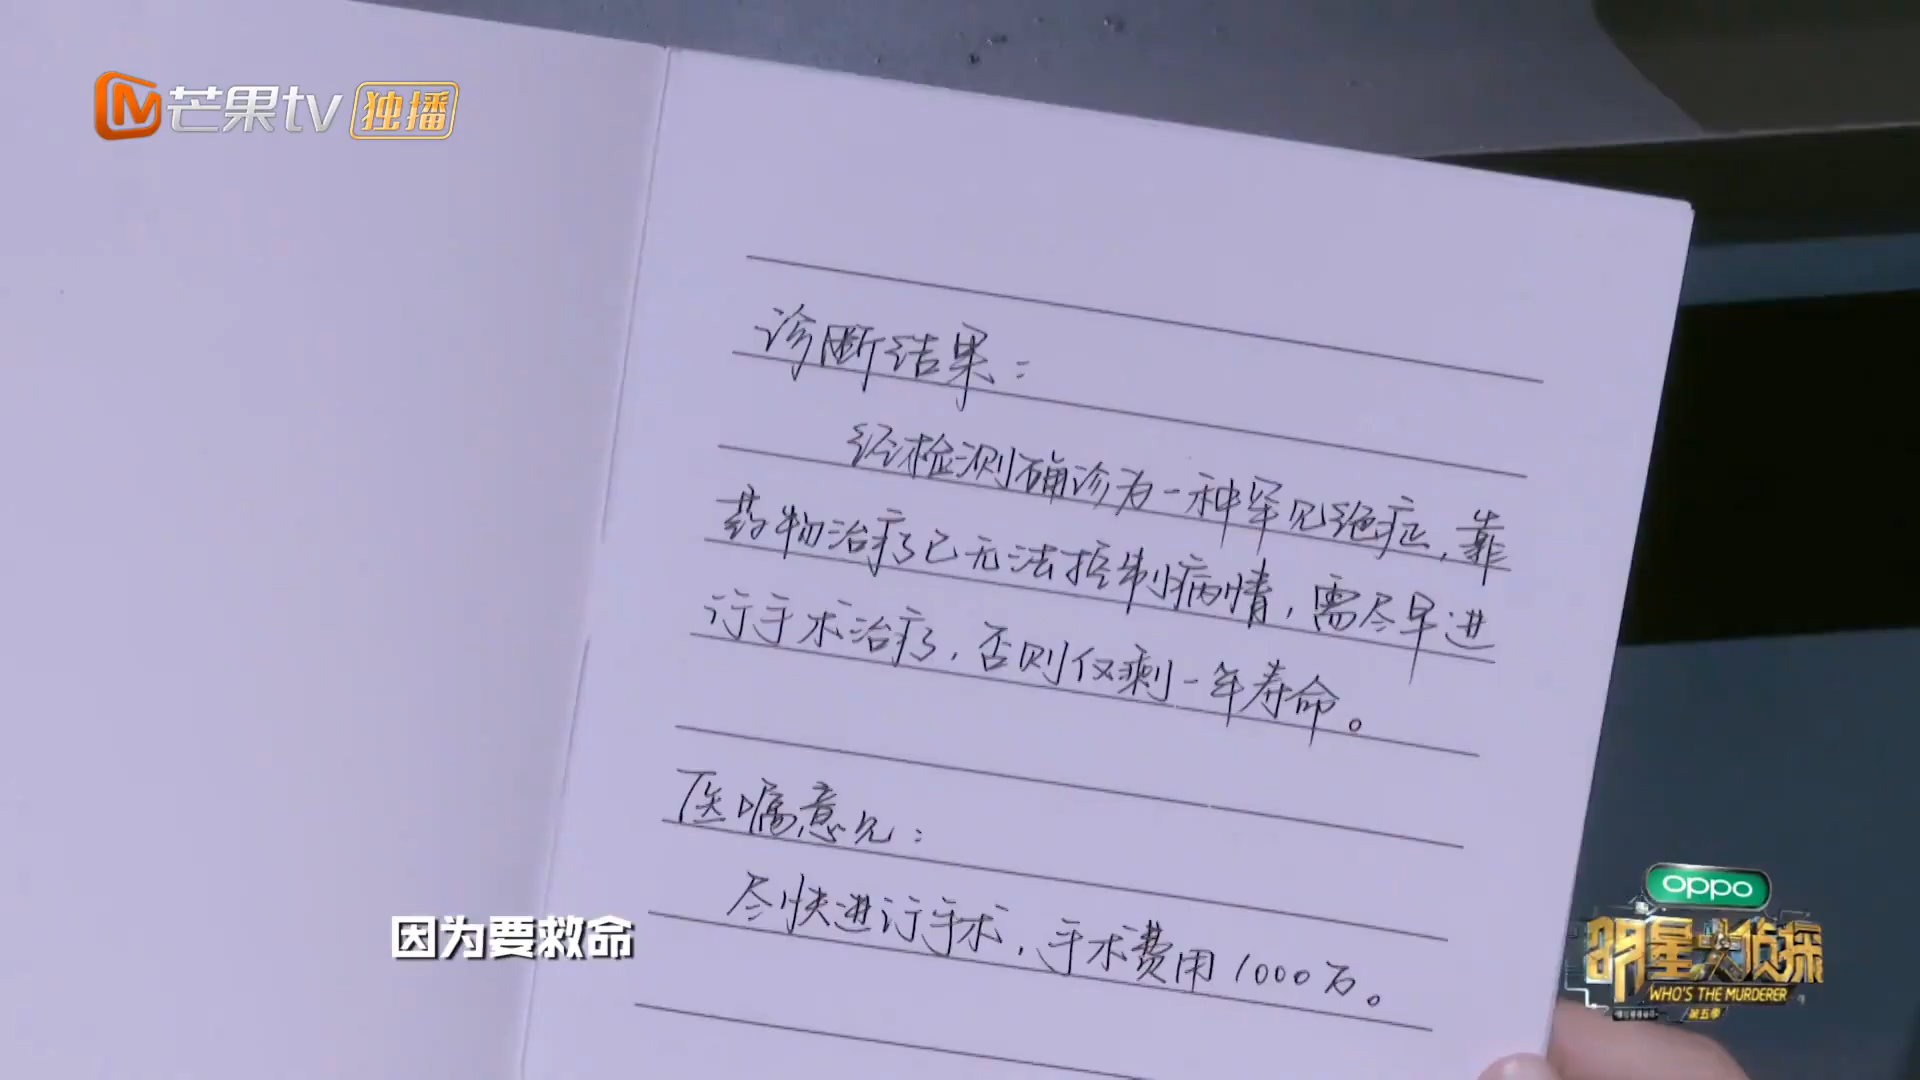 芒果tv 独播
诊断结果：
经检测确诊为一种罕见绝症，靠
药物治疗已无法控制病情，需尽早进
行手术治疗，否则仅剩一年寿命。
医嘱意见：
尽快进行手术，手术费用1000万。
因为要救命
oppo
明星大侦探
WHO'S THE MURDERER
第五季